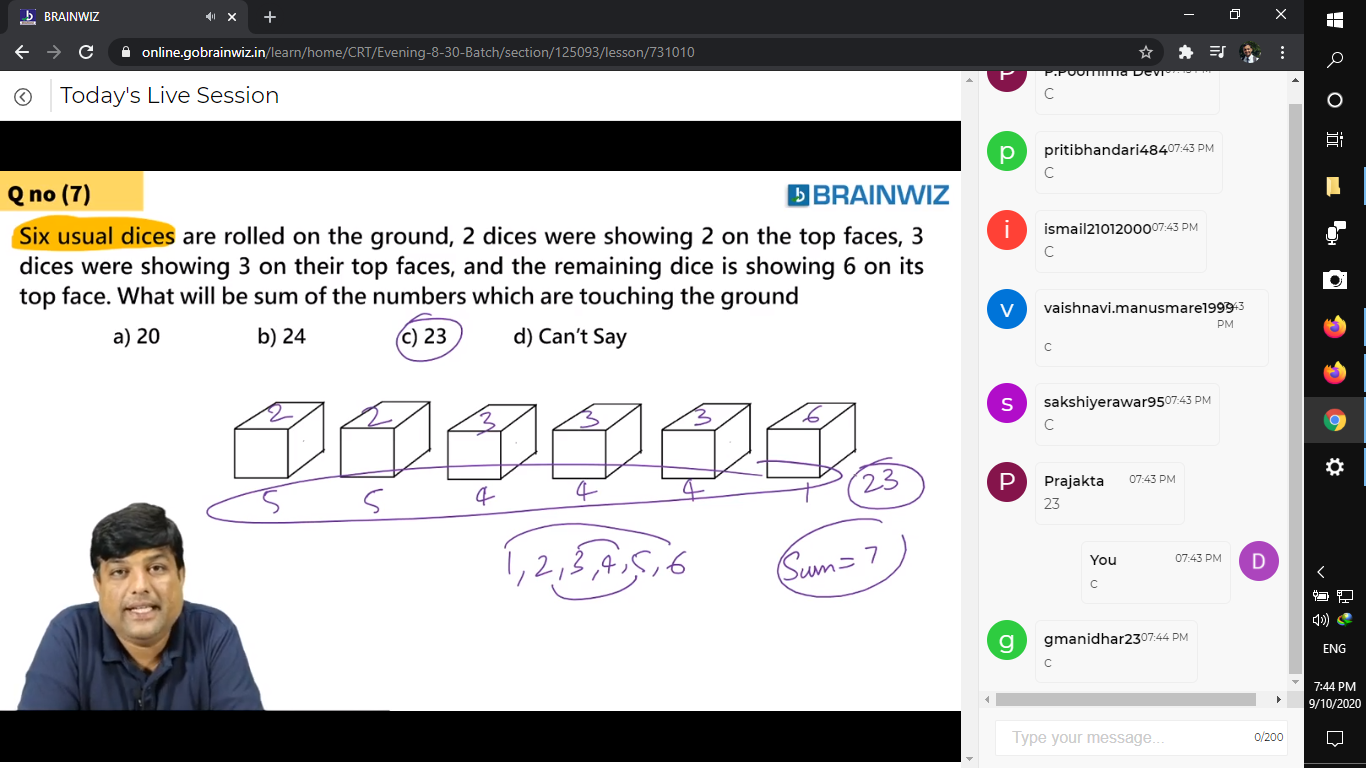 BRAINWIZ
online.gobrainwiz.in/learn/home/CRT/Evening-8-30-Batch/section/125093/lesson/731010
Today's Live Session
Q no (7)
BRAINWIZ
Six usual dices are rolled on the ground, 2 dices were showing 2 on the top faces, 3
dices were showing 3 on their top faces, and the remaining dice is showing 6 on its
top face. What will be sum of the numbers which are touching the ground
a) 20 b) 24 c) 23 d) Can't Say
2 2 3 3 3 6
5 5 4 4 4 1 23
1, 2, 3, 4, 5, 6
Sum = 7
P
P.Poornima Devi 07:43 PM
C
p
pritibhandari484 07:43 PM
C
i
ismail21012000 07:43 PM
C
v
vaishnavi.manusmare1999 07:43
PM
C
s
sakshiyerawar95 07:43 PM
C
P
Prajakta 07:43 PM
23
You 07:43 PM
C
D
g
gmanidhar23 07:44 PM
C
Type your message... 0/200
ENG
7:44 PM
9/10/2020